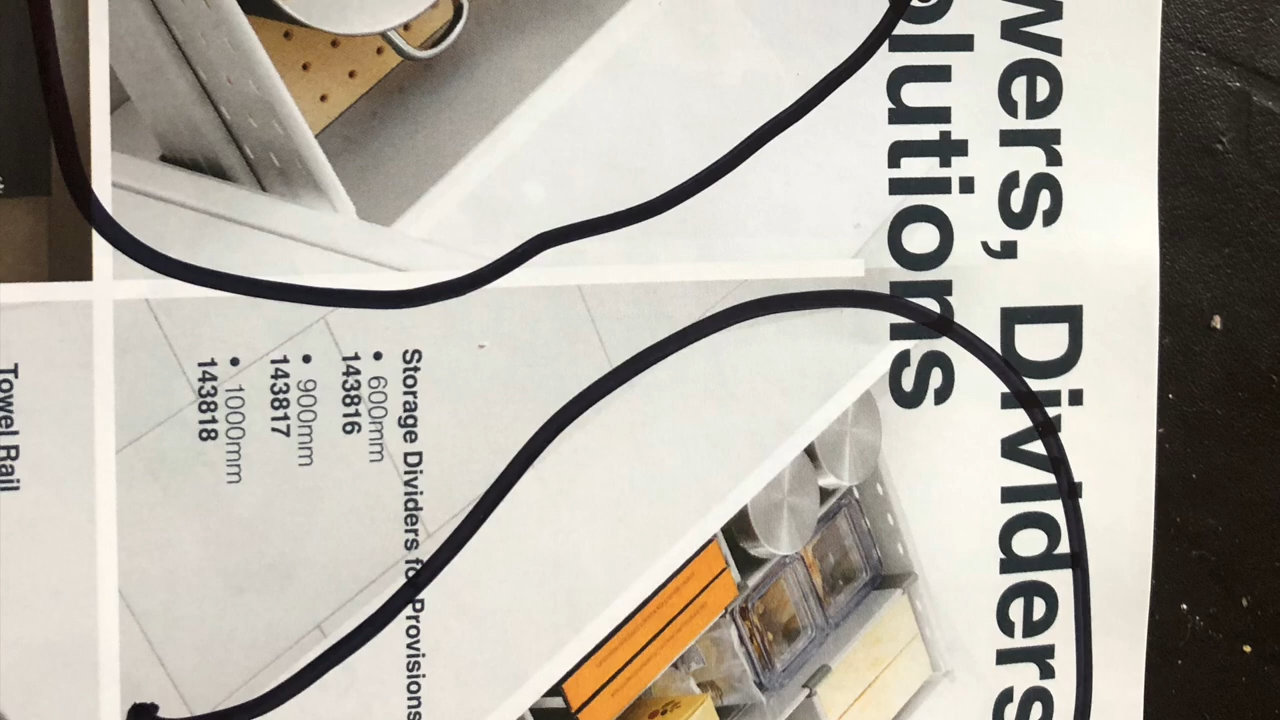 wers, Dividers
olutions
Storage Dividers for Provisions
• 600mm
143816
• 900mm
143817
• 1000mm
143818
Towel Rail